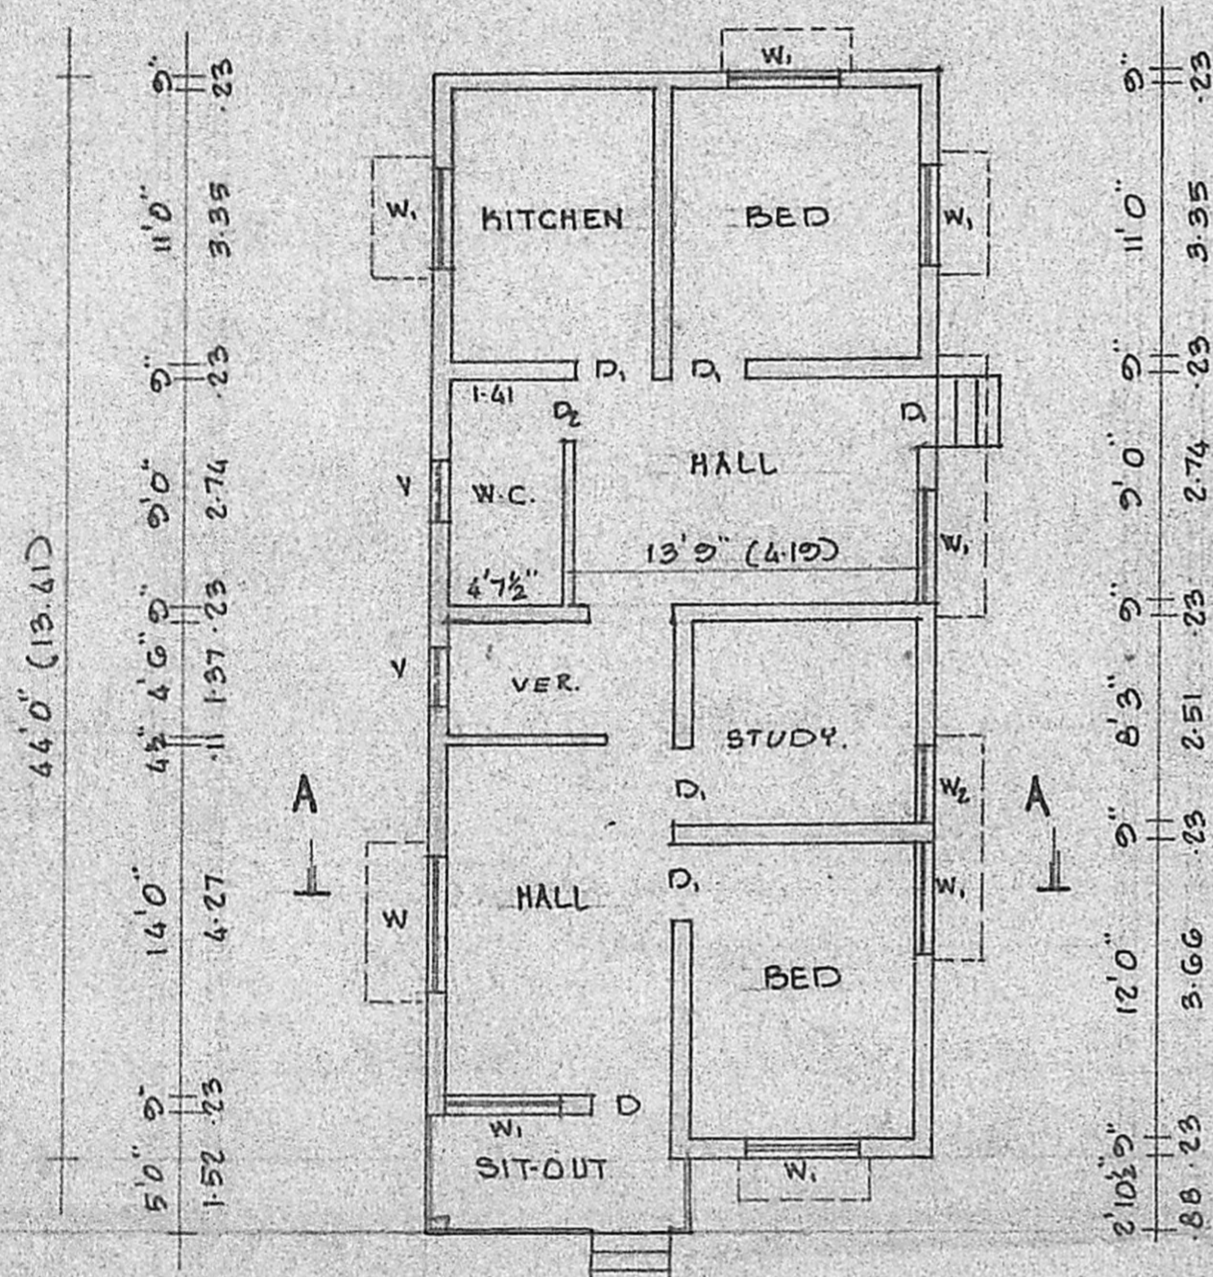 W1
KITCHEN
BED
W1
W1
D1
D1
1.41
D2
D
HALL
V
W.C.
W1
13'9" (4.19)
4'7½"
V
VER.
STUDY.
W2
D1
A
A
D1
W1
HALL
W
BED
D
W1
SIT-OUT
W1
44'0" (13.41)
9"
11'0"
9"
9'0"
9"
4'6"
4½"
14'0"
9"
5'0"
.23
3.35
.23
2.74
.23
1.37
.11
4.27
.23
1.52
9"
11'0"
9"
9'0"
9"
8'3"
9"
12'0"
9"
2'10½"
.23
3.35
.23
2.74
.23
2.51
.23
3.66
.23
.88